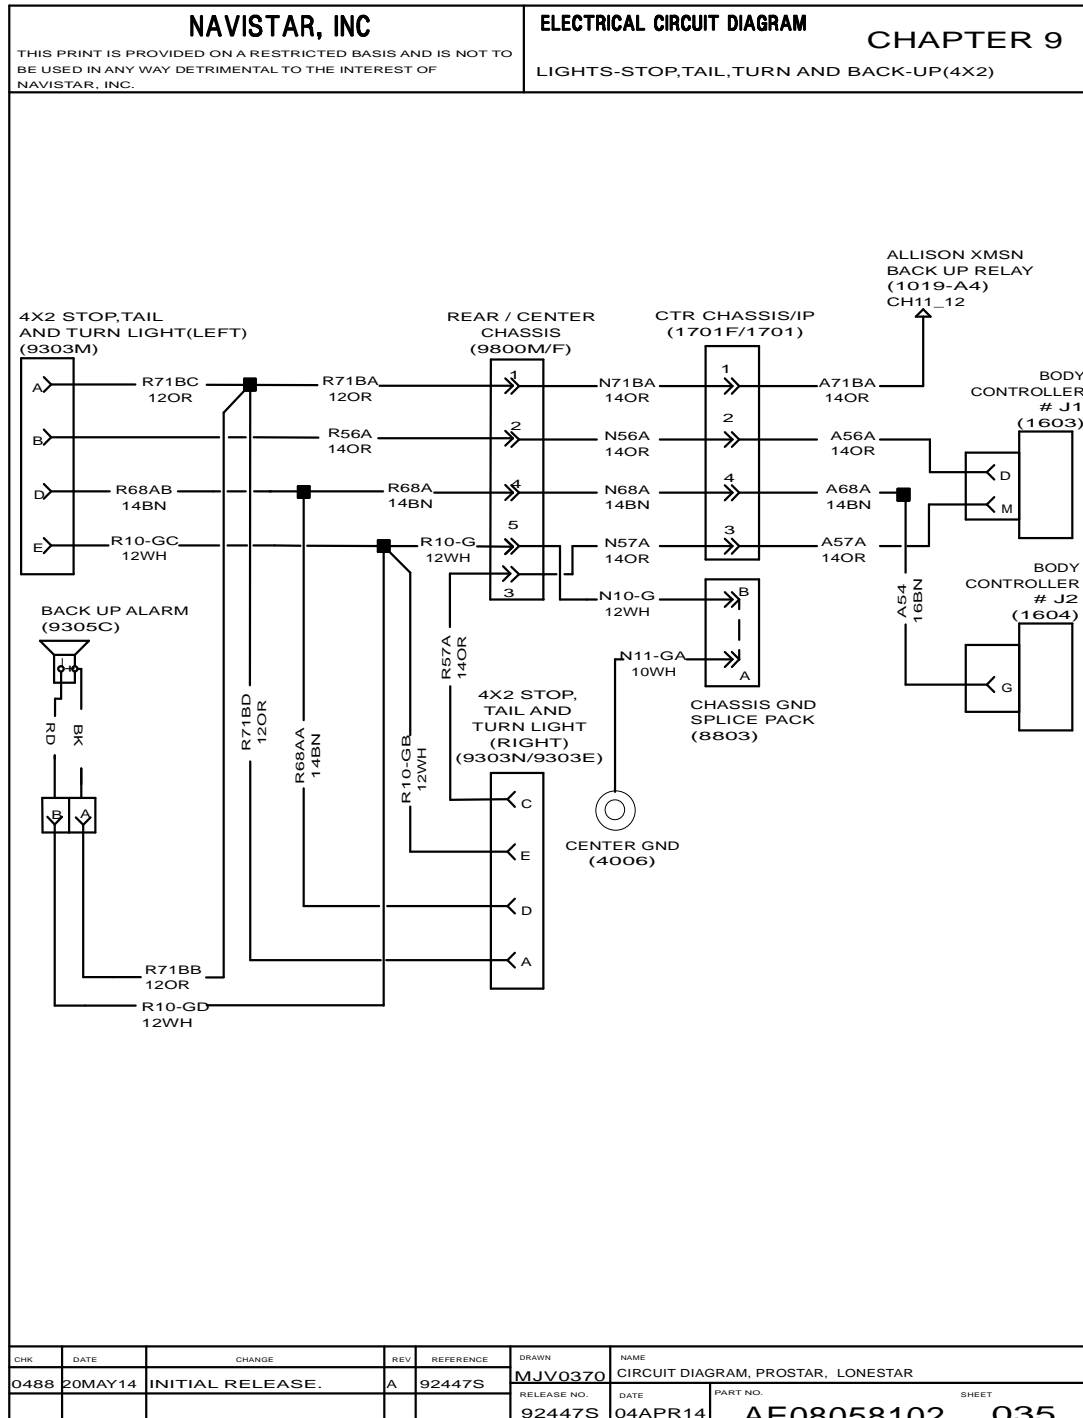 NAVISTAR, INC
THIS PRINT IS PROVIDED ON A RESTRICTED BASIS AND IS NOT TO
BE USED IN ANY WAY DETRIMENTAL TO THE INTEREST OF
NAVISTAR, INC.
ELECTRICAL CIRCUIT DIAGRAM
CHAPTER 9
LIGHTS-STOP,TAIL,TURN AND BACK-UP(4X2)
ALLISON XMSN
BACK UP RELAY
(1019-A4)
CH11_12
4X2 STOP,TAIL
AND TURN LIGHT(LEFT)
(9303M)
REAR / CENTER
CHASSIS
(9800M/F)
CTR CHASSIS/IP
(1701F/1701)
BODY
CONTROLLER
# J1
(1603)
A
R71BC
12OR
R71BA
12OR
1
N71BA
14OR
1
A71BA
14OR
B
R56A
14OR
2
N56A
14OR
2
A56A
14OR
D
D
R68AB
14BN
R68A
14BN
4
N68A
14BN
4
A68A
14BN
M
E
R10-GC
12WH
R10-G
12WH
5
N57A
14OR
3
A57A
14OR
3
N10-G
12WH
B
A54
16BN
BODY
CONTROLLER
# J2
(1604)
G
BACK UP ALARM
(9305C)
R57A
14OR
N11-GA
10WH
A
CHASSIS GND
SPLICE PACK
(8803)
RD
BK
R71BD
12OR
R68AA
14BN
R10-GB
12WH
4X2 STOP,
TAIL AND
TURN LIGHT
(RIGHT)
(9303N/9303E)
B
A
C
E
D
A
CENTER GND
(4006)
R71BB
12OR
R10-GD
12WH
CHK
DATE
CHANGE
REV
REFERENCE
DRAWN
NAME
0488
20MAY14
INITIAL RELEASE.
A
92447S
MJV0370
CIRCUIT DIAGRAM, PROSTAR, LONESTAR
RELEASE NO.
DATE
PART NO.
SHEET
92447S
04APR14
AE08058102
035